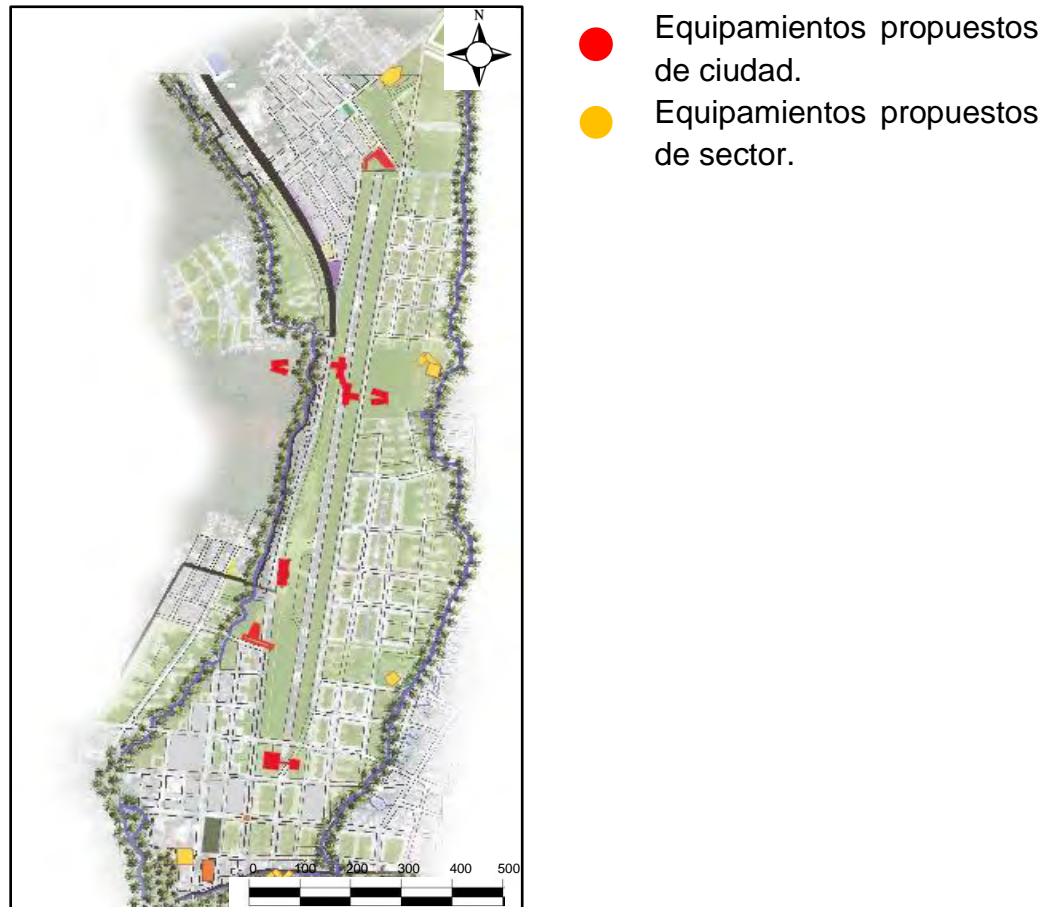 N
Equipamientos propuestos
de ciudad.
Equipamientos propuestos
de sector.
0 100 200 300 400 500